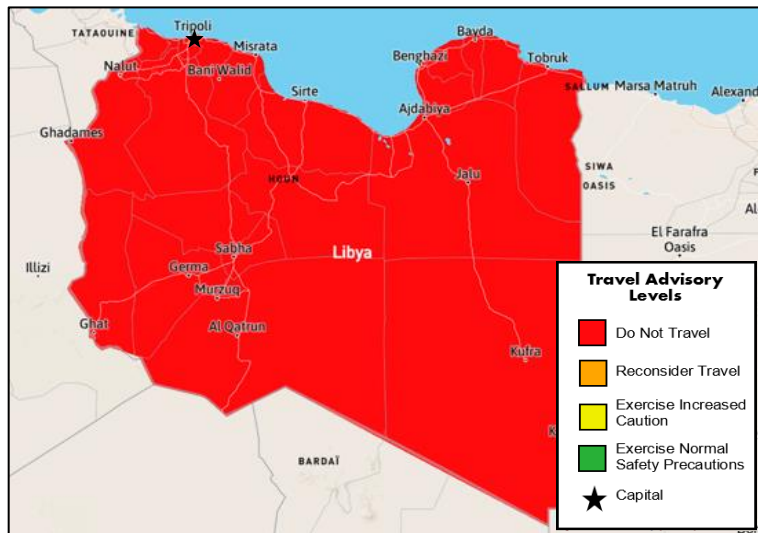 Tripoli
TATAOUINE
Misrata
Nalut
Bani Walid
Sirte
Bayda
Benghazi
Tobruk
SALLUM
Marsa Matruh
Ajdabiya
Ghadames
HOUN
Jalu
SIWA
OASIS
Sabha
Libya
El Farafra
Oasis
Illizi
Germa
Murzuq
Ghat
Al Qatrun
Kufra
BARDAÏ
Travel Advisory
Levels
Do Not Travel
Reconsider Travel
Exercise Increased
Caution
Exercise Normal
Safety Precautions
Capital